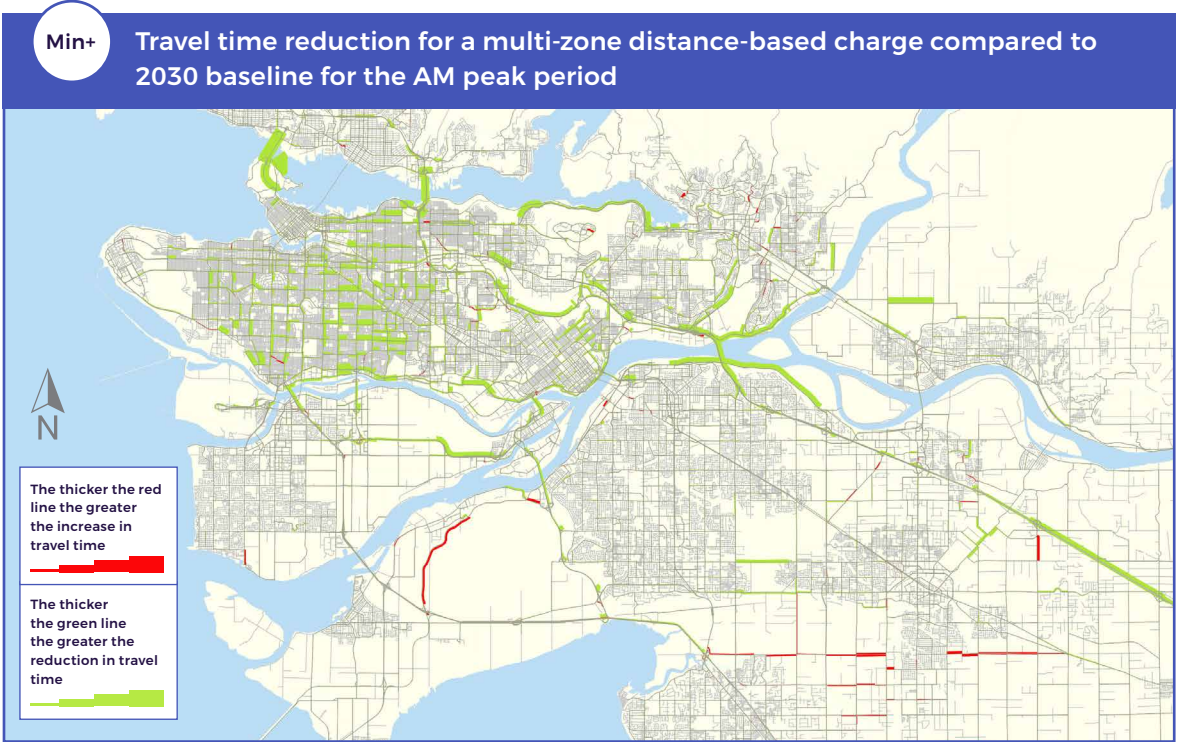 Min+
Travel time reduction for a multi-zone distance-based charge compared to
2030 baseline for the AM peak period
N
The thicker the red
line the greater
the increase in
travel time
The thicker
the green line
the greater the
reduction in travel
time